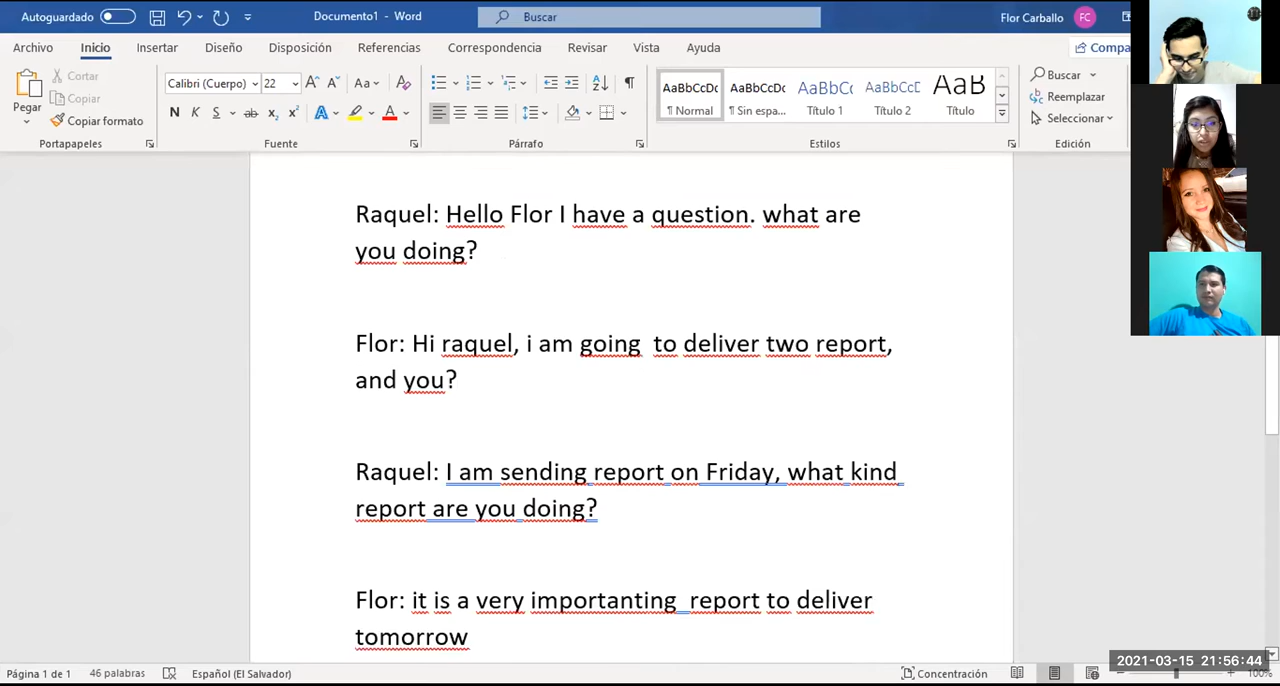 Autoguardado
Documento1 - Word
Buscar
Flor Carballo
FC
Archivo Inicio Insertar Diseño Disposición Referencias Correspondencia Revisar Vista Ayuda
Pegar
Cortar
Copiar
Copiar formato
Portapapeles
Calibri (Cuerpo) 22
Fuente
Párrafo
AaBbCcDc
¶ Normal
AaBbCcDc
¶ Sin espa...
AaBbCc
Título 1
AaBbCcD
Título 2
AaB
Título
Estilos
Buscar
Reemplazar
Seleccionar
Edición
Raquel: Hello Flor I have a question. what are
you doing?
Flor: Hi raquel, i am going to deliver two report,
and you?
Raquel: I am sending report on Friday, what kind
report are you doing?
Flor: it is a very importanting report to deliver
tomorrow
Página 1 de 1 46 palabras Español (El Salvador)
Concentración
100%
2021-03-15 21:56:44